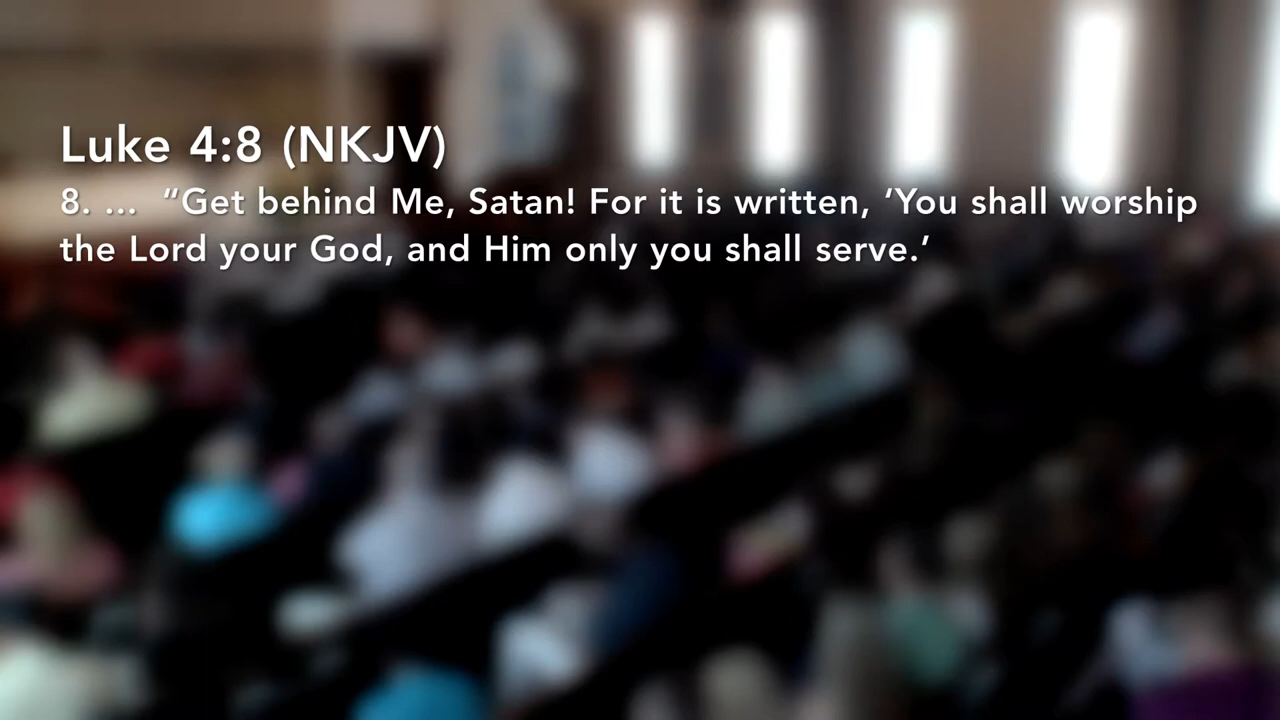 Luke 4:8 (NKJV)
8. ...  “Get behind Me, Satan! For it is written, ‘You shall worship
the Lord your God, and Him only you shall serve.’